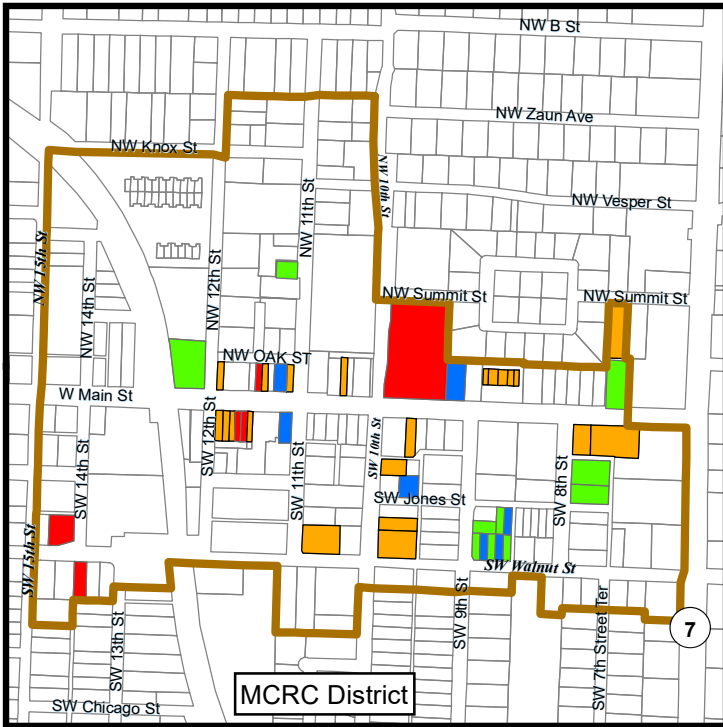 NW B St
NW Zaun Ave
NW Knox St
NW 10th St
NW Vesper St
NW 11th St
NW 15th St
NW 12th St
NW 14th St
NW Summit St
NW Summit St
NW OAK ST
W Main St
SW 12th St
SW 10th St
SW 14th St
SW 11th St
SW 8th St
SW Jones St
SW 15th St
SW Walnut St
SW 9th St
SW 13th St
SW 7th Street Ter
7
MCRC District
SW Chicago St